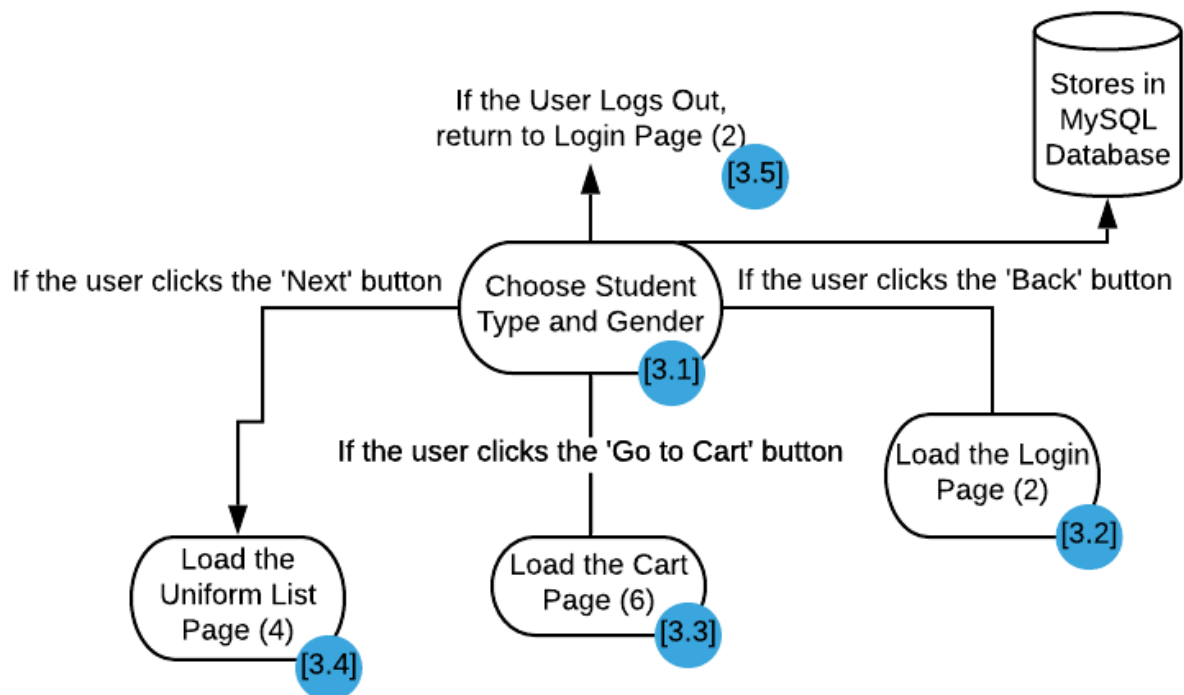 If the User Logs Out,
return to Login Page (2)
[3.5]
Stores in
MySQL
Database
If the user clicks the 'Next' button
Choose Student
Type and Gender
[3.1]
If the user clicks the 'Back' button
If the user clicks the 'Go to Cart' button
Load the Login
Page (2)
[3.2]
Load the
Uniform List
Page (4)
[3.4]
Load the Cart
Page (6)
[3.3]